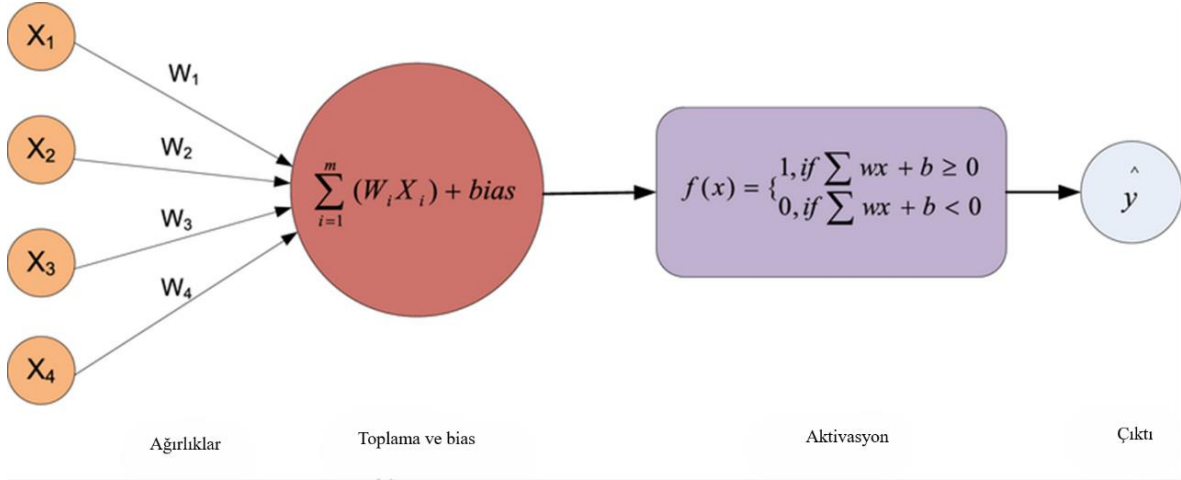 X₁
W₁
X₂
W₂
X₃
W₃
X₄
W₄
m
∑ (WᵢXᵢ) + bias
i=1
f(x) = {1, if ∑ wx + b ≥ 0
0, if ∑ wx + b < 0
ŷ
Ağırlıklar
Toplama ve bias
Aktivasyon
Çıktı